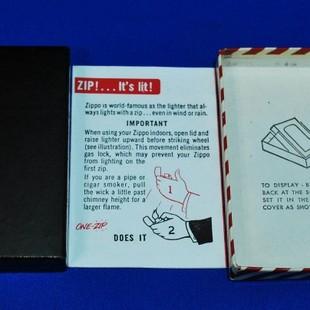 ZIP!... It's lit!
Zippo is world-famous as the lighter that al-
ways lights with a zip... even in wind or rain.
IMPORTANT
When using your Zippo indoors, open lid and
raise lighter upward before striking wheel
(see illustration). This movement eliminates
gas lock, which may prevent your Zippo
from lighting on the
first zip.
If you are a pipe or
cigar smoker, pull
the wick a little past
chimney height for a
larger flame.
1
2
ONE-ZIP
DOES IT
TO DISPLAY - B
BACK AT THE S
SET IT IN THE
COVER AS SHO